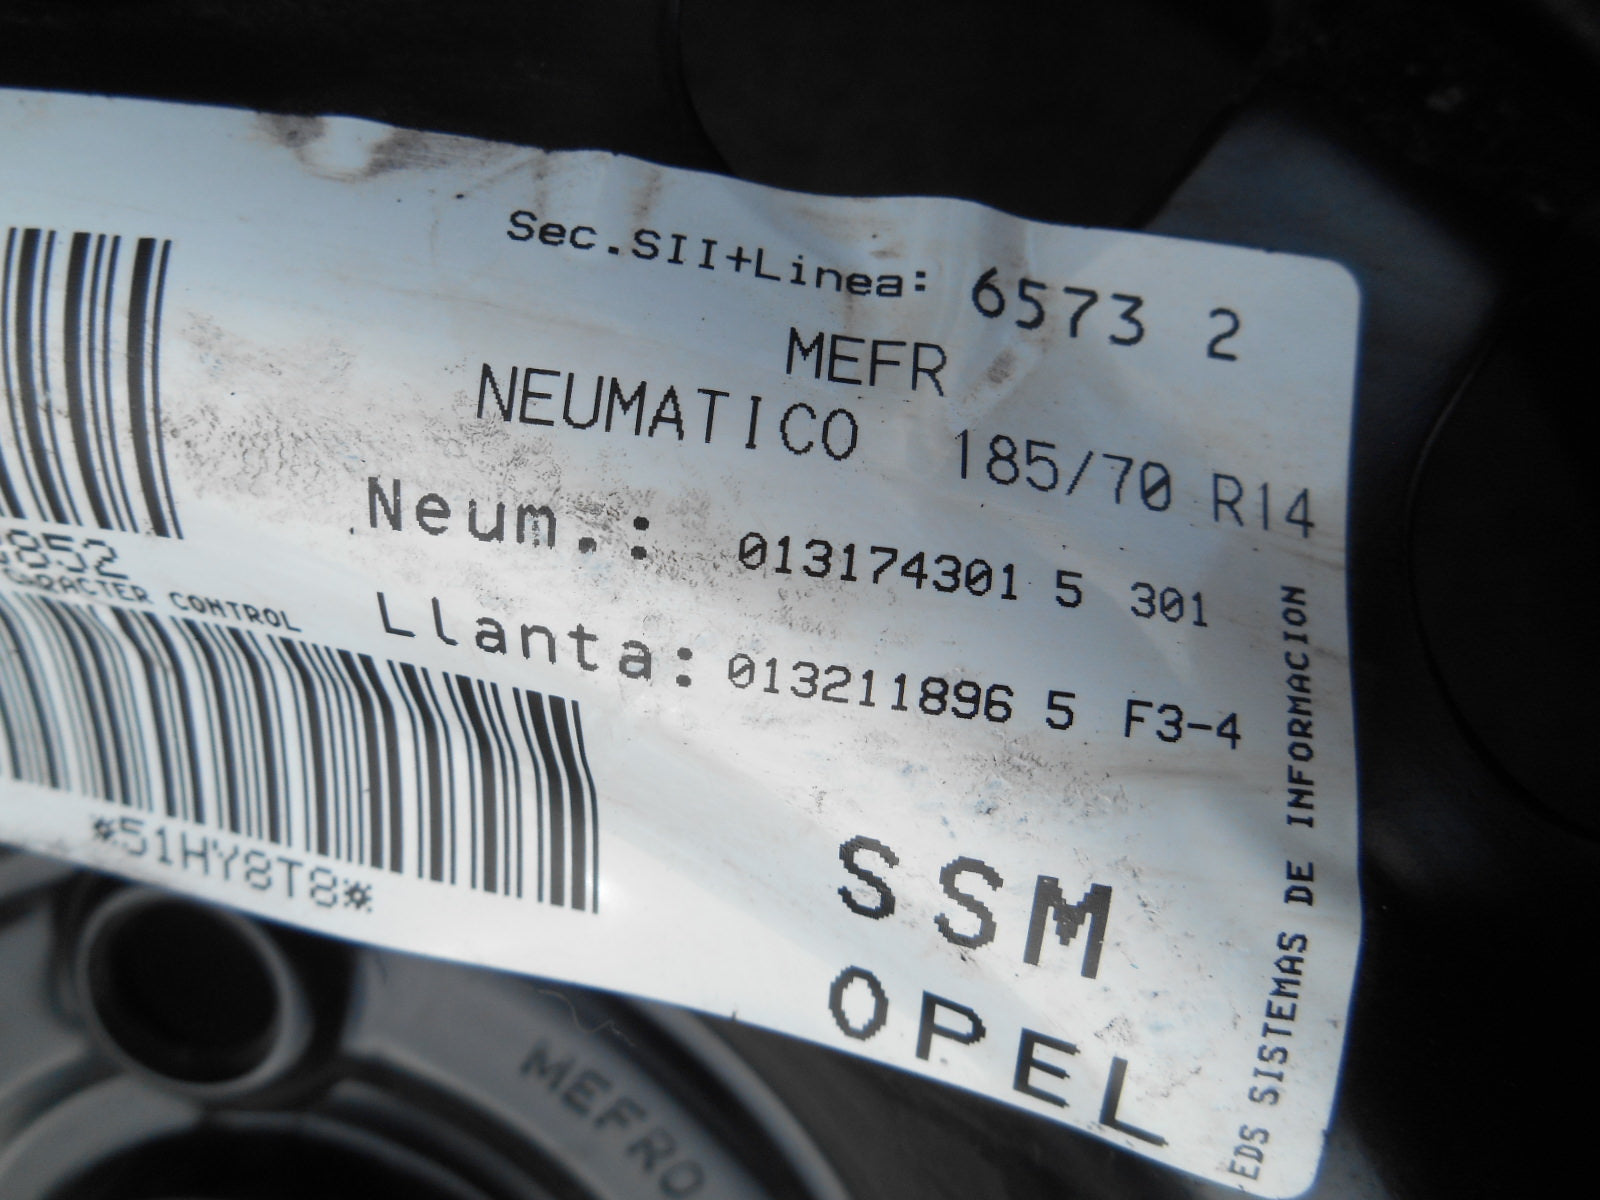 Sec.SII+Linea: 6573 2
MEFR
NEUMATICO 185/70 R14
Neum.: 013174301 5 301
Llanta: 013211896 5 F3-4
852
CARACTER CONTROL
*51HY8T8*
SSM
OPEL
EDS SISTEMAS DE INFORMACION
MEFRO